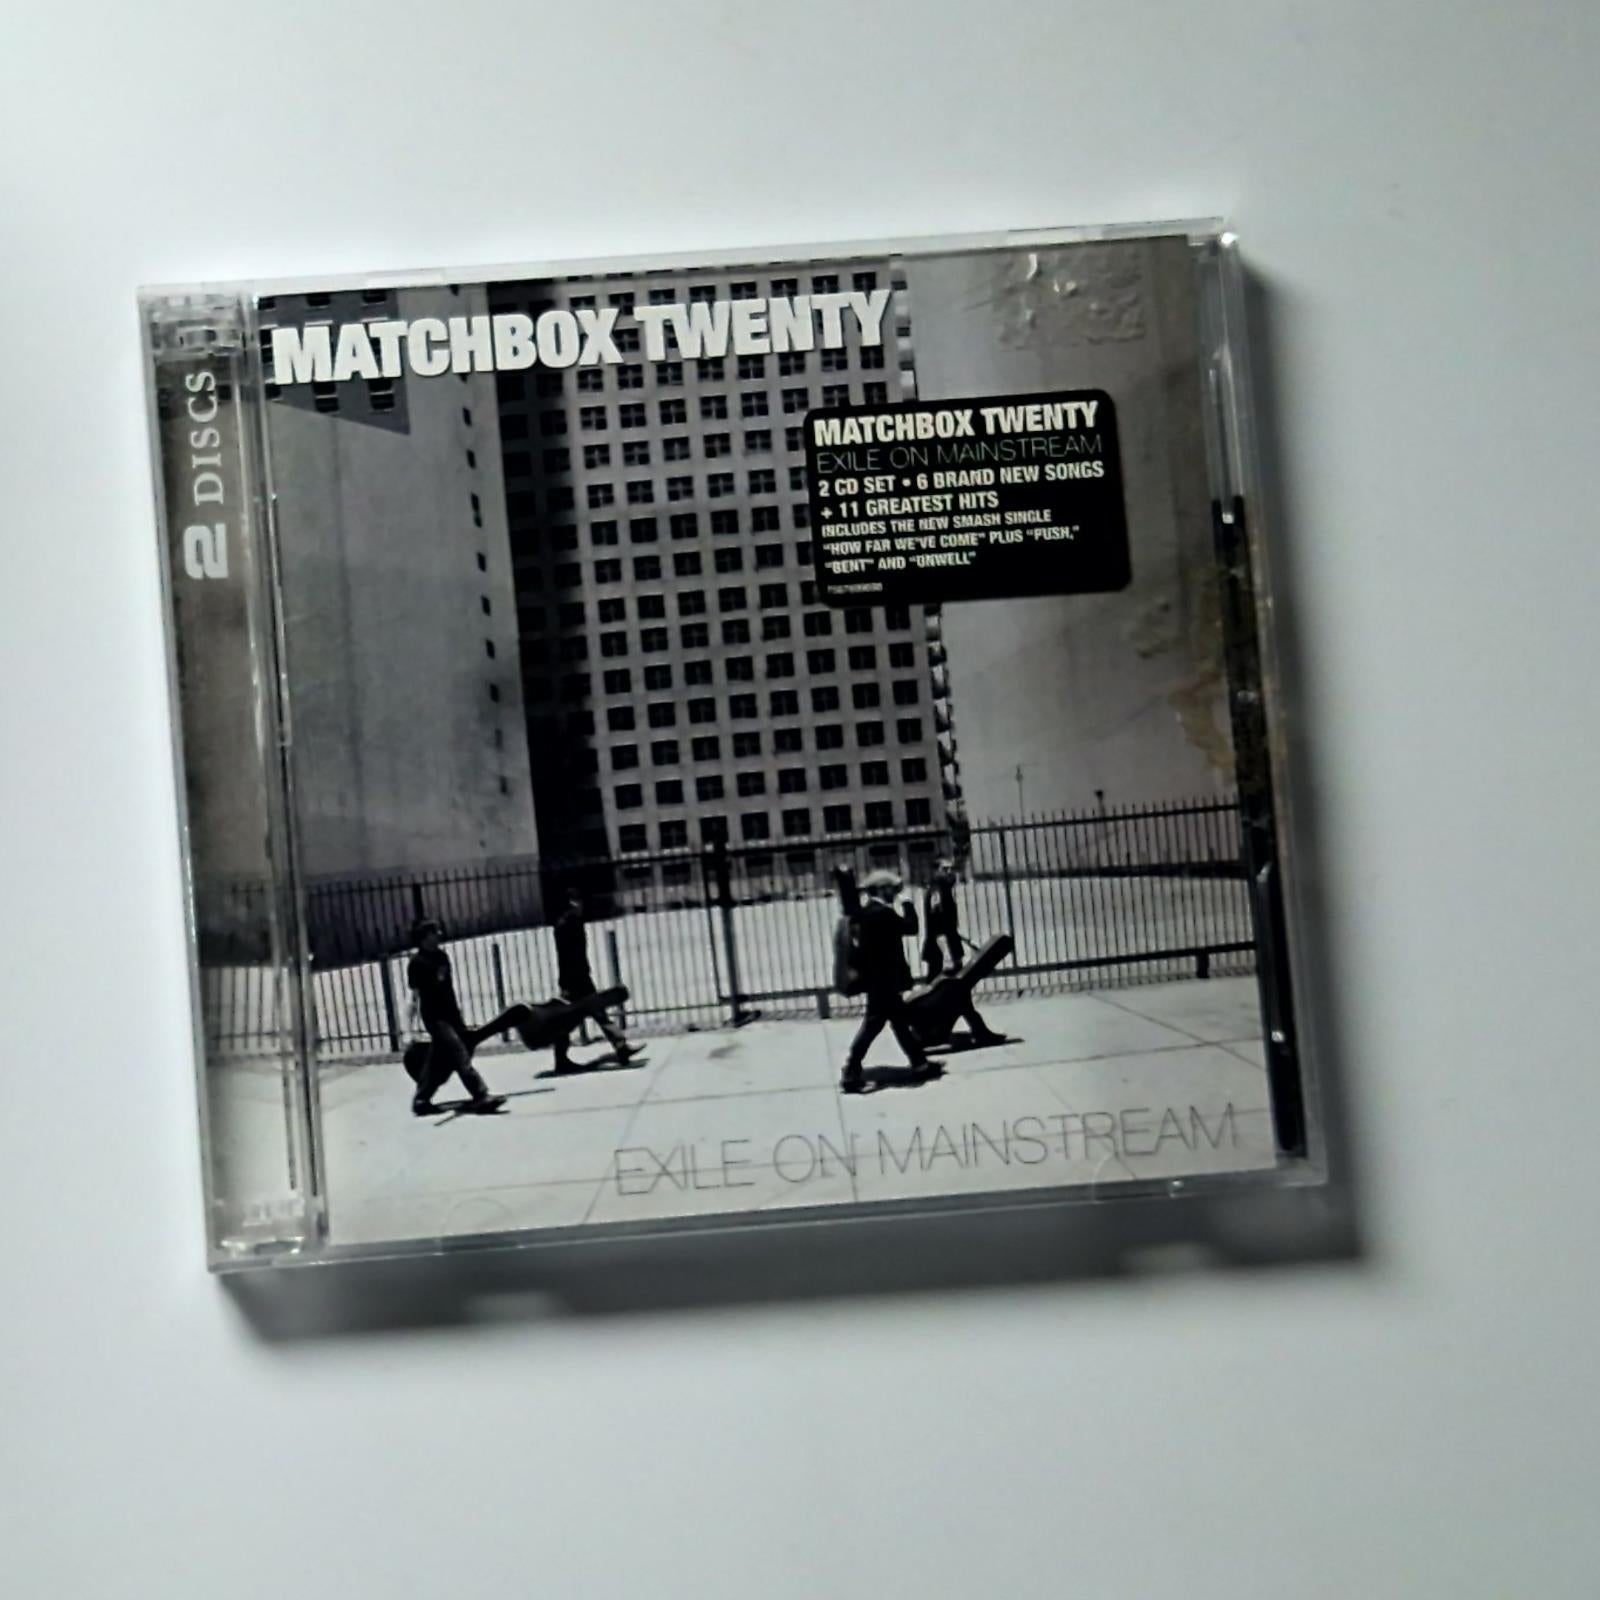 2 DISCS
MATCHBOX TWENTY
MATCHBOX TWENTY
EXILE ON MAINSTREAM
2 CD SET • 6 BRAND NEW SONGS
+ 11 GREATEST HITS
INCLUDES THE NEW SMASH SINGLE
"HOW FAR WE'VE COME" PLUS "PUSH,"
"BENT" AND "UNWELL"
EXILE ON MAINSTREAM